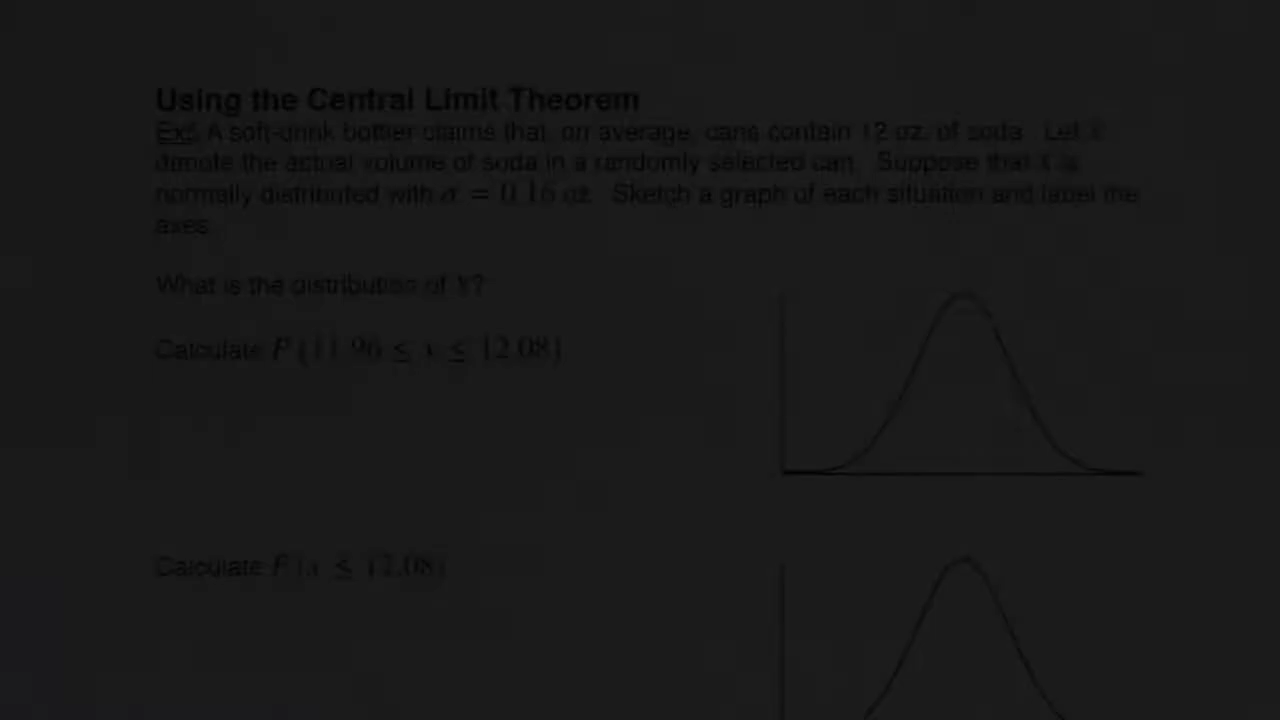 Using the Central Limit Theorem
Ex: A soft-drink bottler claims that, on average, cans contain 12 oz. of soda. Let x
denote the actual volume of soda in a randomly selected can. Suppose that x is
normally distributed with σ = 0.16 oz. Sketch a graph of each situation and label the
axes.
What is the distribution of x?
Calculate P(11.96 ≤ x ≤ 12.08)
Calculate P(x ≤ 12.08)